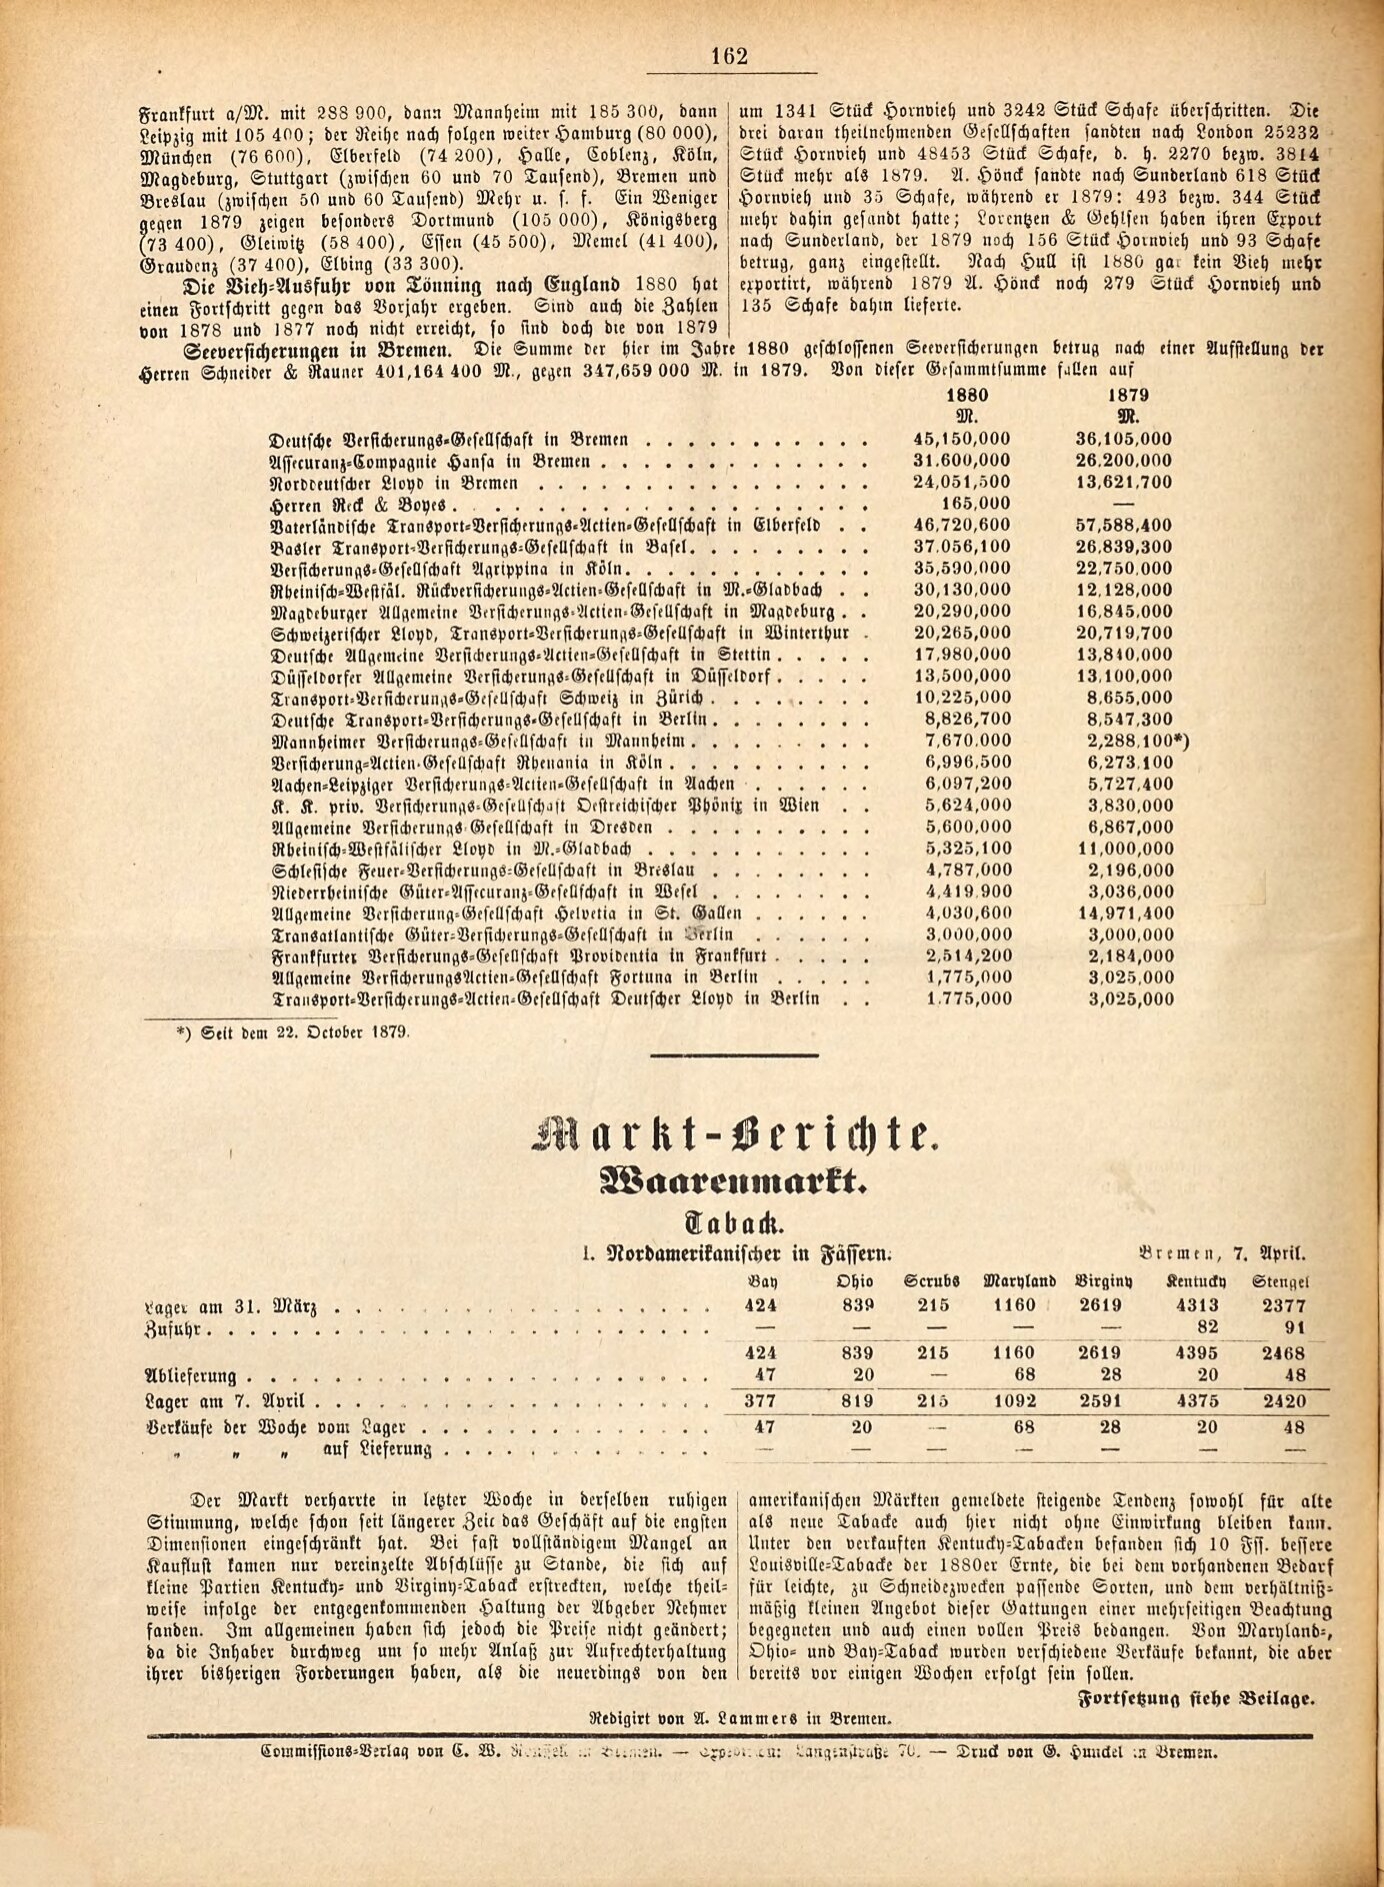 162
Frankfurt a/M. mit 288 900, dann Mannheim mit 185 300, dann
Leipzig mit 105 400; der Reihe nach folgen weiter Hamburg (80 000),
München (76 600), Elberfeld (74 200), Halle, Coblenz, Köln,
Magdeburg, Stuttgart (zwischen 60 und 70 Tausend), Bremen und
Breslau (zwischen 50 und 60 Tausend) Mehr u. s. f. Ein Weniger
gegen 1879 zeigen besonders Dortmund (105 000), Königsberg
(73 400), Gleiwitz (58 400), Essen (45 500), Memel (41 400),
Graudenz (37 400), Elbing (33 300).
Die Vieh-Ausfuhr von Tönning nach England 1880 hat
einen Fortschritt gegen das Vorjahr ergeben. Sind auch die Zahlen
von 1878 und 1877 noch nicht erreicht, so sind doch die von 1879
um 1341 Stück Hornvieh und 3242 Stück Schafe überschritten. Die
drei daran theilnehmenden Gesellschaften sandten nach London 25232
Stück Hornvieh und 48453 Stück Schafe, d. h. 2270 bezw. 3814
Stück mehr als 1879. A. Hönck sandte nach Sunderland 618 Stück
Hornvieh und 35 Schafe, während er 1879: 493 bezw. 344 Stück
mehr dahin gesandt hatte; Lorentzen & Gehlsen haben ihren Export
nach Sunderland, der 1879 noch 156 Stück Hornvieh und 93 Schafe
betrug, ganz eingestellt. Nach Hull ist 1880 gar kein Vieh mehr
exportirt, während 1879 A. Hönck noch 279 Stück Hornvieh und
135 Schafe dahin lieferte.
Seeversicherungen in Bremen. Die Summe der hier im Jahre 1880 geschlossenen Seeversicherungen betrug nach einer Aufstellung der
Herren Schneider & Rauner 401,164 400 M., gegen 347,659 000 M. in 1879. Von dieser Gesammtsumme fallen auf
1880 1879
M. M.
Deutsche Versicherungs-Gesellschaft in Bremen . . . . . . . . . . . 45,150,000 36,105,000
Assecuranz-Compagnie Hansa in Bremen . . . . . . . . . . . . . 31.600,000 26.200,000
Norddeutscher Lloyd in Bremen . . . . . . . . . . . . . . . . 24,051,500 13,621,700
Herren Reck & Boyes . . . . . . . . . . . . . . . . . . . 165,000 —
Vaterländische Transport-Versicherungs-Actien-Gesellschaft in Elberfeld . . 46,720,600 57,588,400
Basler Transport-Versicherungs-Gesellschaft in Basel . . . . . . . . . 37.056,100 26,839,300
Versicherungs-Gesellschaft Agrippina in Köln . . . . . . . . . . . . 35,590,000 22,750,000
Rheinisch-Westfäl. Rückversicherungs-Actien-Gesellschaft in M.-Gladbach . . 30,130,000 12,128,000
Magdeburger Allgemeine Versicherungs-Actien-Gesellschaft in Magdeburg . . 20,290,000 16,845,000
Schweizerischer Lloyd, Transport-Versicherungs-Gesellschaft in Winterthur . 20,265,000 20,719,700
Deutsche Allgemeine Versicherungs-Actien-Gesellschaft in Stettin . . . . . 17,980,000 13,840,000
Düsseldorfer Allgemeine Versicherungs-Gesellschaft in Düsseldorf . . . . . 13,500,000 13,100,000
Transport-Versicherungs-Gesellschaft Schweiz in Zürich . . . . . . . . 10,225,000 8,655,000
Deutsche Transport-Versicherungs-Gesellschaft in Berlin . . . . . . . . 8,826,700 8,547,300
Mannheimer Versicherungs-Gesellschaft in Mannheim . . . . . . . . . 7,670,000 2,288,100*)
Versicherung-Actien-Gesellschaft Rhenania in Köln . . . . . . . . . . 6,996,500 6,273,100
Aachen-Leipziger Versicherungs-Actien-Gesellschaft in Aachen . . . . . . 6,097,200 5,727,400
K. K. priv. Versicherungs-Gesellschaft Oestreichischer Phönix in Wien . . 5,624,000 3,830,000
Allgemeine Versicherungs-Gesellschaft in Dresden . . . . . . . . . . 5,600,000 6,867,000
Rheinisch-Westfälischer Lloyd in M.-Gladbach . . . . . . . . . . . 5,325,100 11,000,000
Schlesische Feuer-Versicherungs-Gesellschaft in Breslau . . . . . . . . 4,787,000 2,196,000
Niederrheinische Güter-Assecuranz-Gesellschaft in Wesel . . . . . . . . 4,419,900 3,036,000
Allgemeine Versicherung-Gesellschaft Helvetia in St. Gallen . . . . . . 4,030,600 14,971,400
Transatlantische Güter-Versicherungs-Gesellschaft in Berlin . . . . . . 3,000,000 3,000,000
Frankfurter Versicherungs-Gesellschaft Providentia in Frankfurt . . . . . 2,514,200 2,184,000
Allgemeine VersicherungsActien-Gesellschaft Fortuna in Berlin . . . . . 1,775,000 3,025,000
Transport-Versicherungs-Actien-Gesellschaft Deutscher Lloyd in Berlin . . 1,775,000 3,025,000
*) Seit dem 22. October 1879.
Markt-Berichte.
Waarenmarkt.
Taback.
1. Nordamerikanischer in Fässern. Bremen, 7. April.
Bay Ohio Scrubs Maryland Virginy Kentucky Stengel
Lager am 31. März . . . . . . . . 424 839 215 1160 2619 4313 2377
Zufuhr . . . . . . . . — — — — — 82 91
424 839 215 1160 2619 4395 2468
Ablieferung . . . . . . . . 47 20 — 68 28 20 48
Lager am 7. April . . . . . . . . 377 819 215 1092 2591 4375 2420
Verkäufe der Woche vom Lager . . . . . . . . 47 20 — 68 28 20 48
„ „ „ auf Lieferung . . . . . . . . — — — — — — —
Der Markt verharrte in letzter Woche in derselben ruhigen
Stimmung, welche schon seit längerer Zeit das Geschäft auf die engsten
Dimensionen eingeschränkt hat. Bei fast vollständigem Mangel an
Kauflust kamen nur vereinzelte Abschlüsse zu Stande, die sich auf
kleine Partien Kentucky- und Virginy-Taback erstreckten, welche theil-
weise infolge der entgegenkommenden Haltung der Abgeber Nehmer
fanden. Im allgemeinen haben sich jedoch die Preise nicht geändert;
da die Inhaber durchweg um so mehr Anlaß zur Aufrechterhaltung
ihrer bisherigen Forderungen haben, als die neuerdings von den
amerikanischen Märkten gemeldete steigende Tendenz sowohl für alte
als neue Tabacke auch hier nicht ohne Einwirkung bleiben kann.
Unter den verkauften Kentucky-Tabacken befanden sich 10 Fss. bessere
Louisville-Tabacke der 1880er Ernte, die bei dem vorhandenen Bedarf
für leichte, zu Schneidezwecken passende Sorten, und dem verhältniß-
mäßig kleinen Angebot dieser Gattungen einer mehrseitigen Beachtung
begegneten und auch einen vollen Preis bedangen. Von Maryland-,
Ohio- und Bay-Taback wurden verschiedene Verkäufe bekannt, die aber
bereits vor einigen Wochen erfolgt sein sollen.
Fortsetzung siehe Beilage.
Redigirt von A. Lammers in Bremen.
Commissions-Verlag von C. W. in Bremen. — Expedition: Langenstraße 70. — Druck von G. Hunckel in Bremen.